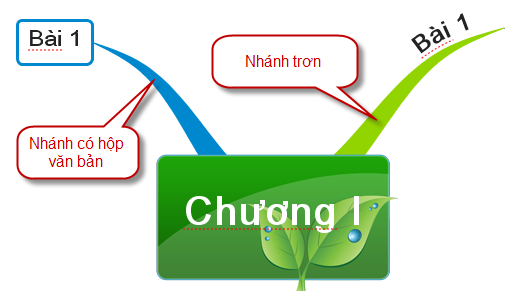 Bài 1
Bài 1
Nhánh trơn
Nhánh có hộp
văn bản
Chương I